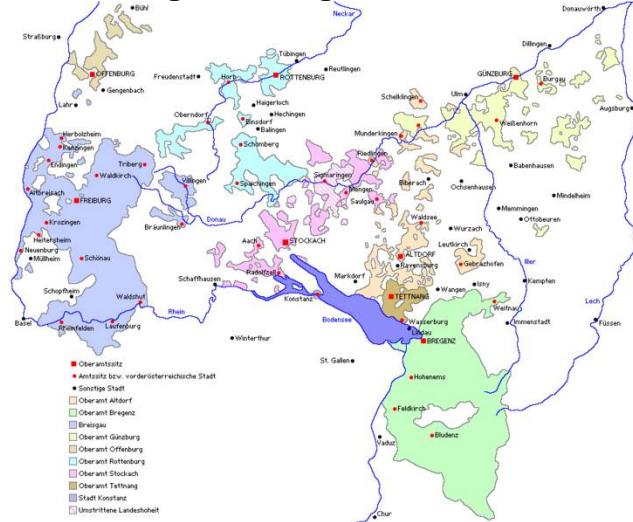 Neckar
Bühl
Donauwörth
Straßburg
Dillingen
Tübingen
OFFENBURG
Freudenstadt
Horb
Reutlingen
ROTTENBURG
GÜNZBURG
Burgau
Gengenbach
Ulm
Schelklingen
Lahr
Haigerloch
Augsburg
Hechingen
Oberndorf
Binsdorf
Weißenhorn
Balingen
Munderkingen
Herbolzheim
Kenzingen
Schömberg
Endingen
Triberg
Riedlingen
Babenhausen
Waldkirch
Sigmaringen
Villingen
Spaichingen
Mengen
Biberach
Ochsenhausen
Altbreisach
Saulgau
Mindelheim
FREIBURG
Donau
Memmingen
Krozingen
Bräunlingen
Waldsee
Wurzach
Ottobeuren
Heitersheim
Aach
STOCKACH
Leutkirch
Neuenburg
Schönau
ALTDORF
Müllheim
Gebrazhofen
Ravensburg
Iller
Radolfzell
Markdorf
Isny
Kempten
Schaffhausen
Wangen
Schopfheim
Waldshut
Konstanz
TETTNANG
Weitnau
Lech
Rhein
Basel
Rheinfelden
Laufenburg
Bodensee
Wasserburg
Immenstadt
Füssen
Lindau
Winterthur
BREGENZ
St. Gallen
Hohenems
Feldkirch
Vaduz
Bludenz
Chur
Oberamtssitz
Amtssitz bzw. vorderösterreichische Stadt
Sonstige Stadt
Oberamt Altdorf
Oberamt Bregenz
Breisgau
Oberamt Günzburg
Oberamt Offenburg
Oberamt Rottenburg
Oberamt Stockach
Oberamt Tettnang
Stadt Konstanz
Umstrittene Landeshoheit